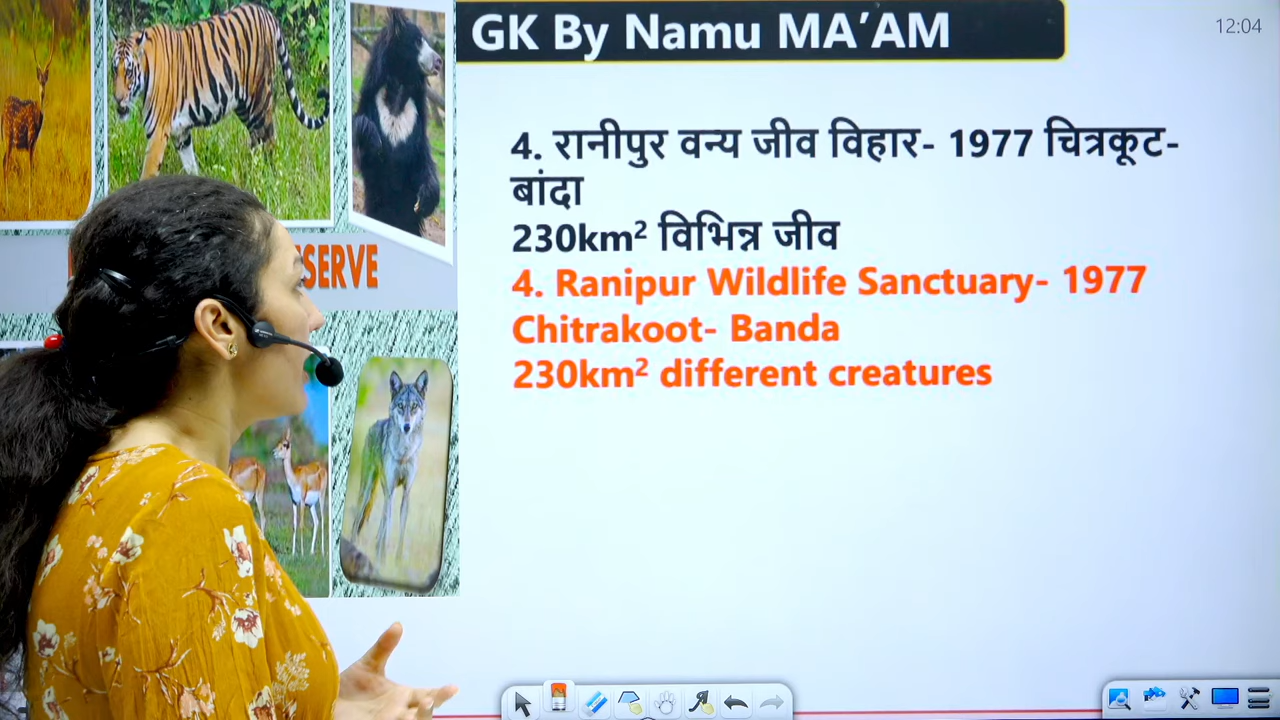 GK By Namu MA’AM
12:04
4. रानीपुर वन्य जीव विहार- 1977 चित्रकूट-
बांदा
230km² विभिन्न जीव
4. Ranipur Wildlife Sanctuary- 1977
Chitrakoot- Banda
230km² different creatures